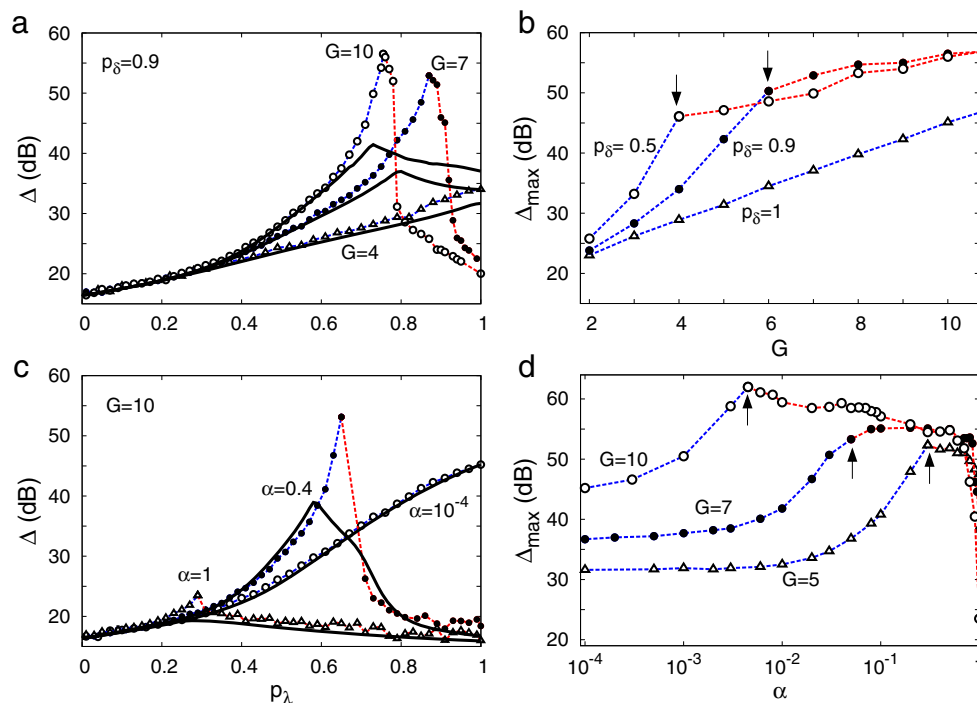 a
60
50
40
30
20
Δ (dB)
p_δ=0.9
G=10
G=7
G=4
0
0.2
0.4
0.6
0.8
1
b
60
50
40
30
20
Δ_max (dB)
p_δ= 0.5
p_δ= 0.9
p_δ=1
2
4
6
8
10
G
c
60
50
40
30
20
Δ (dB)
G=10
α=0.4
α=10^-4
α=1
0
0.2
0.4
0.6
0.8
1
p_λ
d
60
50
40
30
20
Δ_max (dB)
G=10
G=7
G=5
10^-4
10^-3
10^-2
10^-1
α